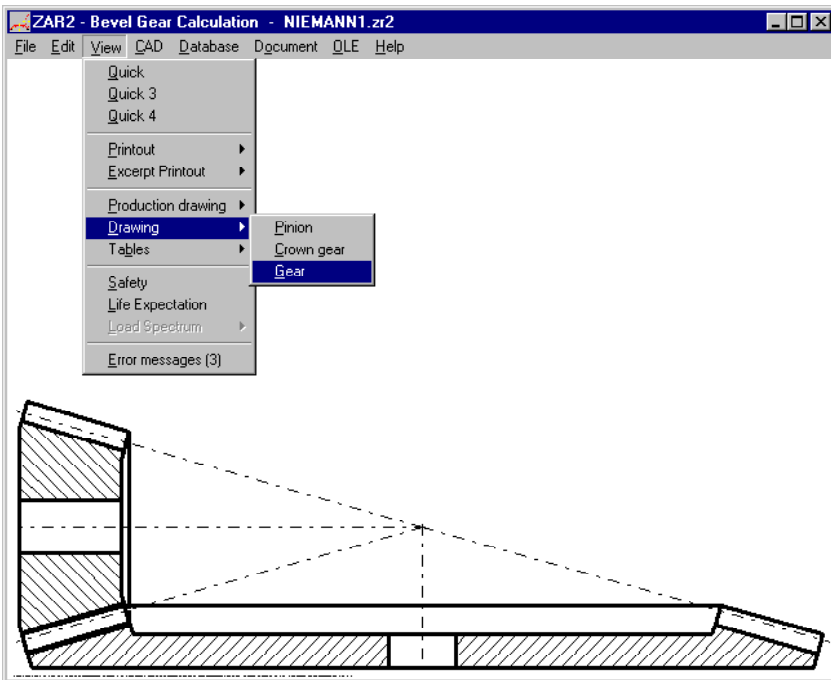 ZAR2 - Bevel Gear Calculation - NIEMANN1.zr2
File Edit View CAD Database Document OLE Help
Quick
Quick 3
Quick 4
Printout
Excerpt Printout
Production drawing
Drawing
Pinion
Tables
Crown gear
Gear
Safety
Life Expectation
Load Spectrum
Error messages (3)